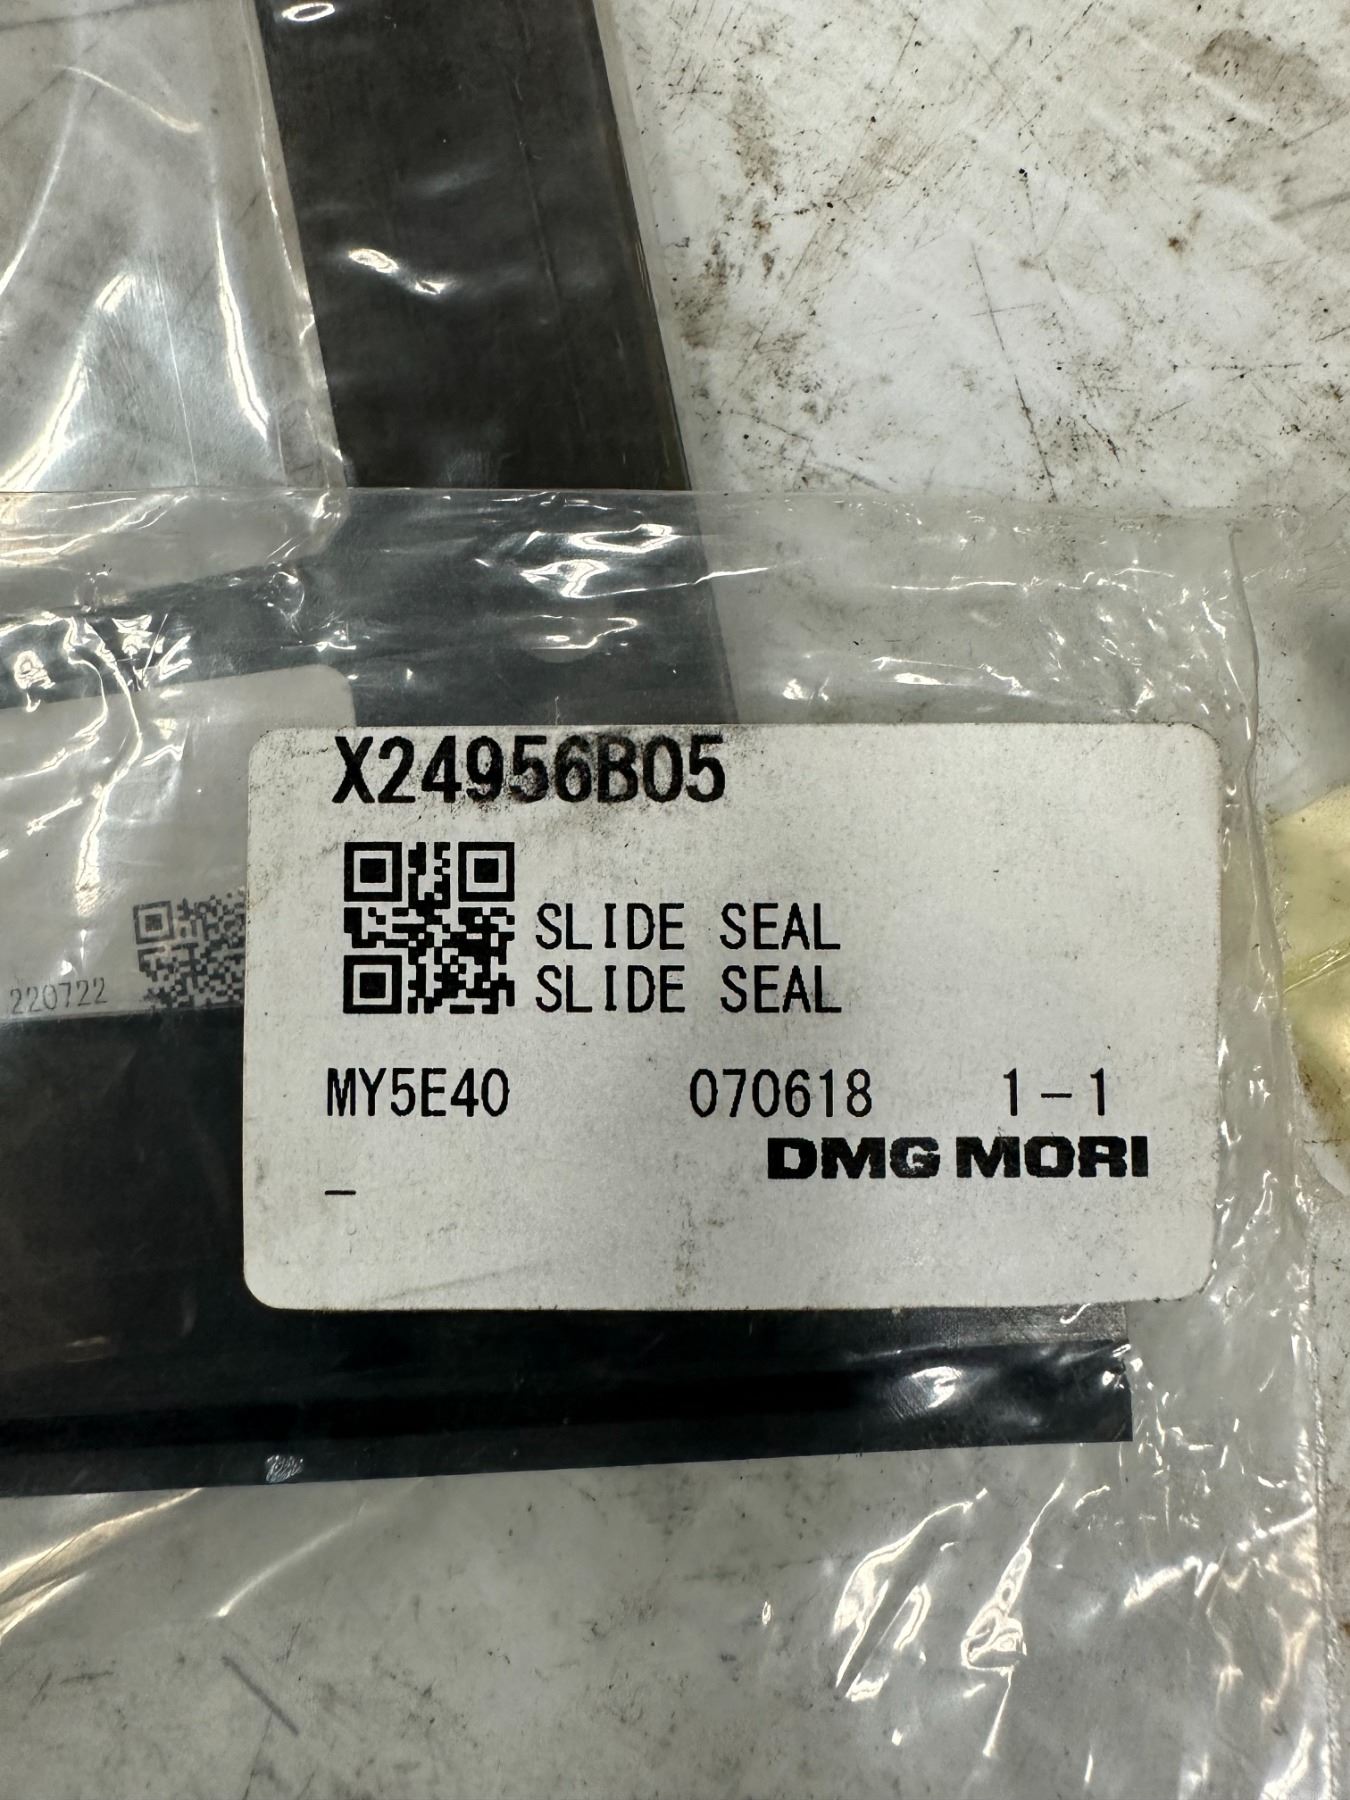 X24956B05
SLIDE SEAL
SLIDE SEAL
220722
MY5E40 070618 1-1
DMG MORI
–